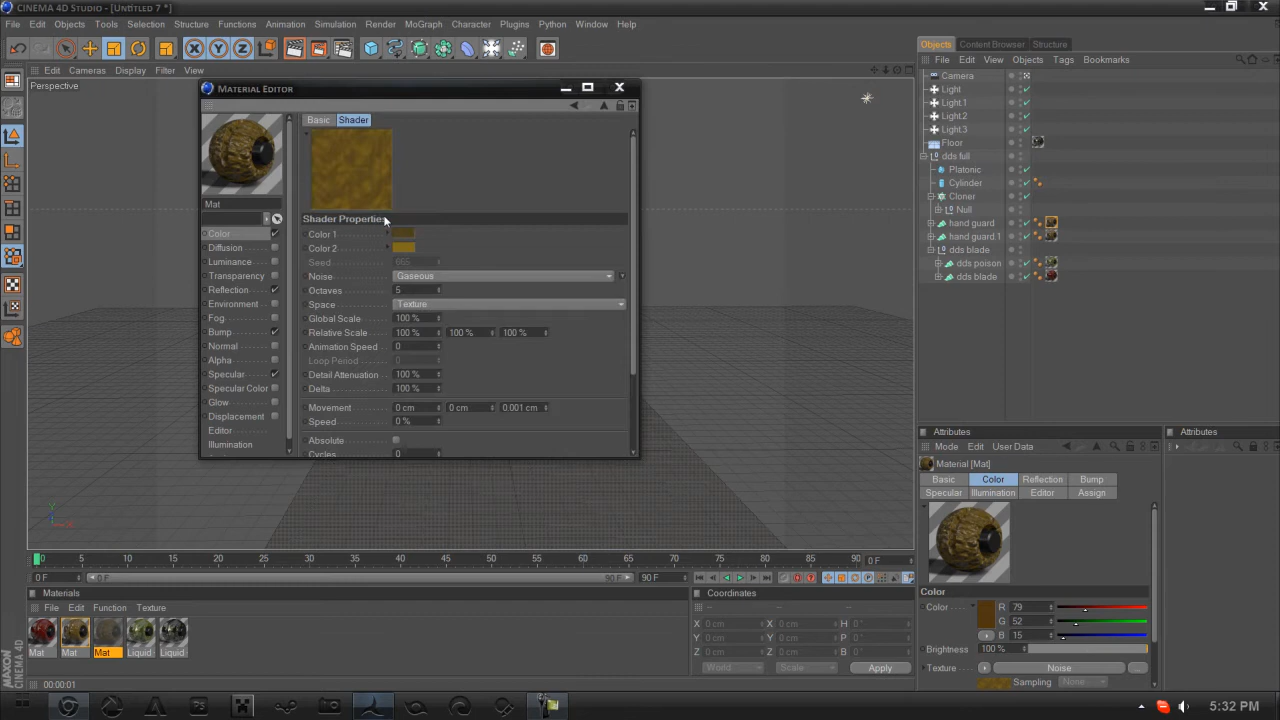 CINEMA 4D Studio - [Untitled 7 *]
File Edit Objects Tools Selection Structure Functions Animation Simulation Render MoGraph Character Plugins Python Window Help
Edit Cameras Display Filter View
Perspective
Material Editor
Basic Shader
Mat
Color
Diffusion
Luminance
Transparency
Reflection
Environment
Fog
Bump
Normal
Alpha
Specular
Specular Color
Glow
Displacement
Editor
Illumination
Shader Properties
Color 1
Color 2
Seed 665
Noise Gaseous
Octaves 5
Space Texture
Global Scale 100 %
Relative Scale 100 % 100 % 100 %
Animation Speed 0
Loop Period 0
Detail Attenuation 100 %
Delta 100 %
Movement 0 cm 0 cm 0.001 cm
Speed 0 %
Absolute
Cycles 0
Y
X
0 5 10 15 20 25 30 35 40 45 50 55 60 65 70 75 80 85 90 0 F
0 F 0 F 90 F 90 F
Materials
File Edit Function Texture
Mat Mat Mat Liquid Liquid
Coordinates
-- -- --
X 0 cm X 0 cm H 0 °
Y 0 cm Y 0 cm P 0 °
Z 0 cm Z 0 cm B 0 °
World Scale Apply
00:00:01
MAXON
CINEMA 4D
Objects Content Browser Structure
File Edit View Objects Tags Bookmarks
Camera
Light
Light.1
Light.2
Light.3
Floor
dds full
Platonic
Cylinder
Cloner
Null
hand guard
hand guard.1
dds blade
dds poison
dds blade
Attributes
Mode Edit User Data
Material [Mat]
Basic Color Reflection Bump
Specular Illumination Editor Assign
Color
Color R 79
G 52
B 15
Brightness 100 %
Texture Noise ...
Sampling None
Attributes
5:32 PM